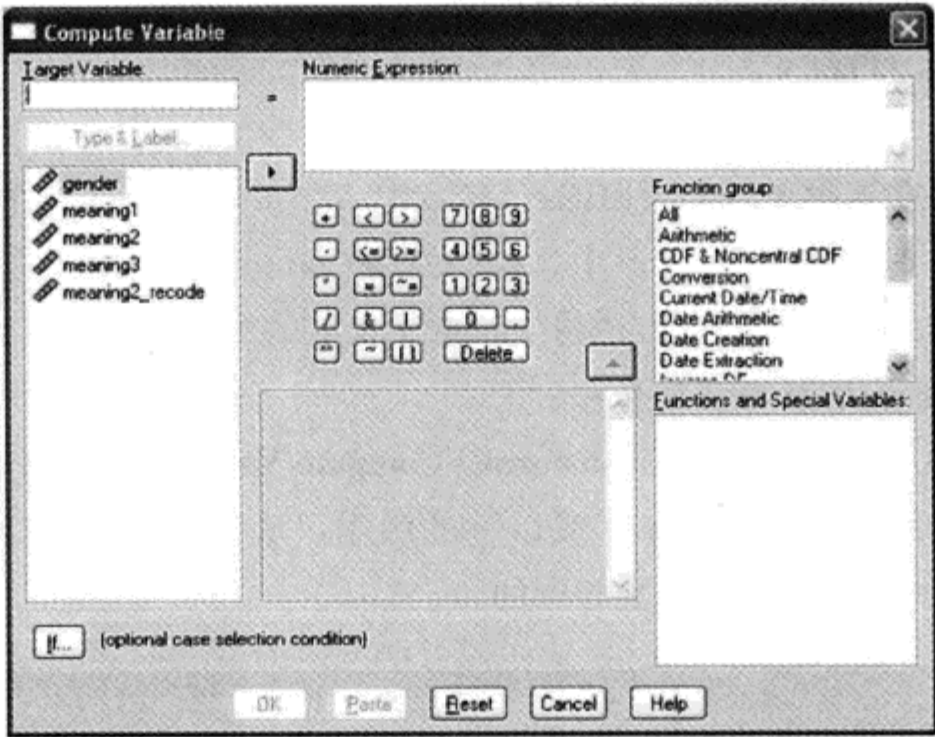 Compute Variable
Target Variable:
=
Numeric Expression:
Type & Label...
gender
meaning1
meaning2
meaning3
meaning2_recode
+ < > 7 8 9
- <= >= 4 5 6
* = ~= 1 2 3
/ & | 0 .
** ~ ( ) Delete
Function group:
All
Arithmetic
CDF & Noncentral CDF
Conversion
Current Date/Time
Date Arithmetic
Date Creation
Date Extraction
Functions and Special Variables:
If... (optional case selection condition)
OK Paste Reset Cancel Help